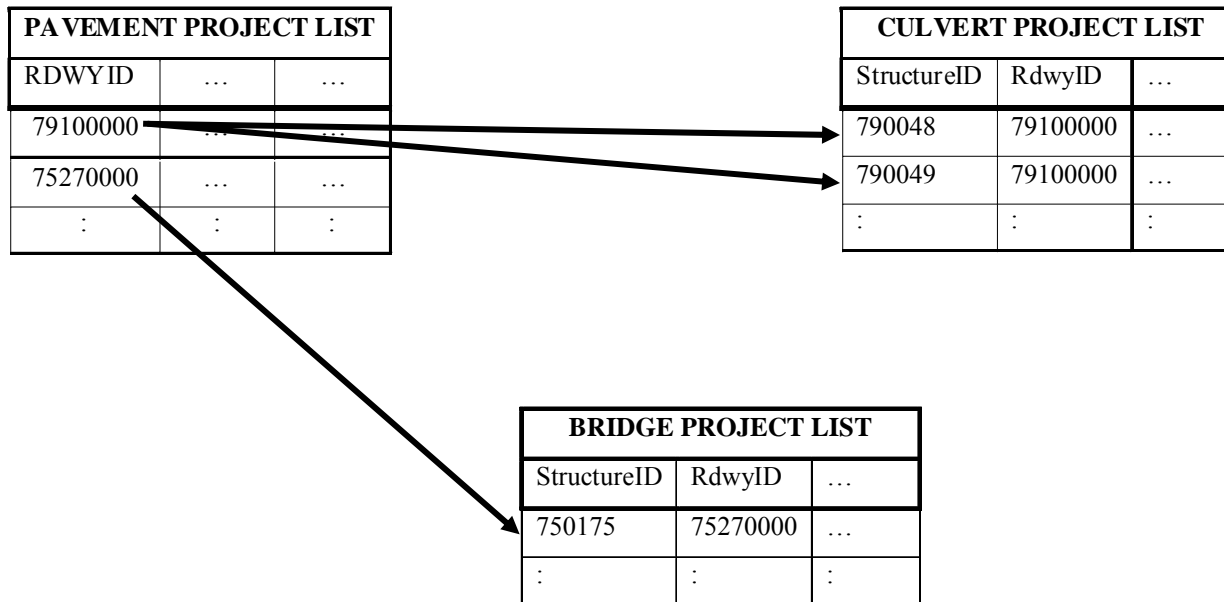 PAVEMENT PROJECT LIST
RDWYID … …
79100000 … …
75270000 … …
: : :
CULVERT PROJECT LIST
StructureID RdwyID …
790048 79100000 …
790049 79100000 …
: : :
BRIDGE PROJECT LIST
StructureID RdwyID …
750175 75270000 …
: : :